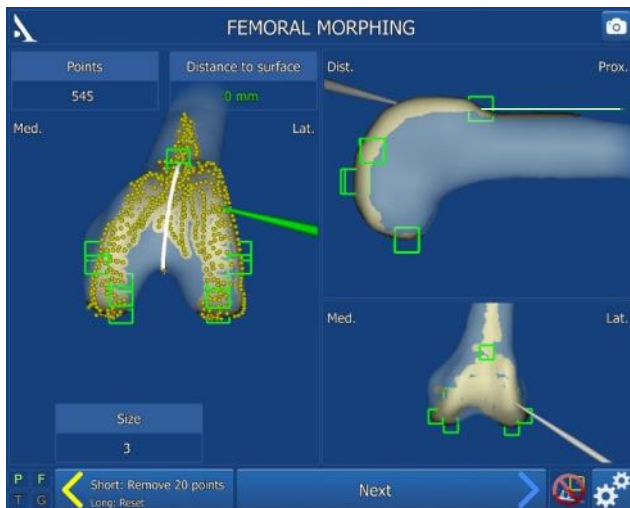 FEMORAL MORPHING
Points
Distance to surface
545
0 mm
Med.
Lat.
Dist.
Prox.
Med.
Lat.
Size
3
P F
T G
Short: Remove 20 points
Long: Reset
Next